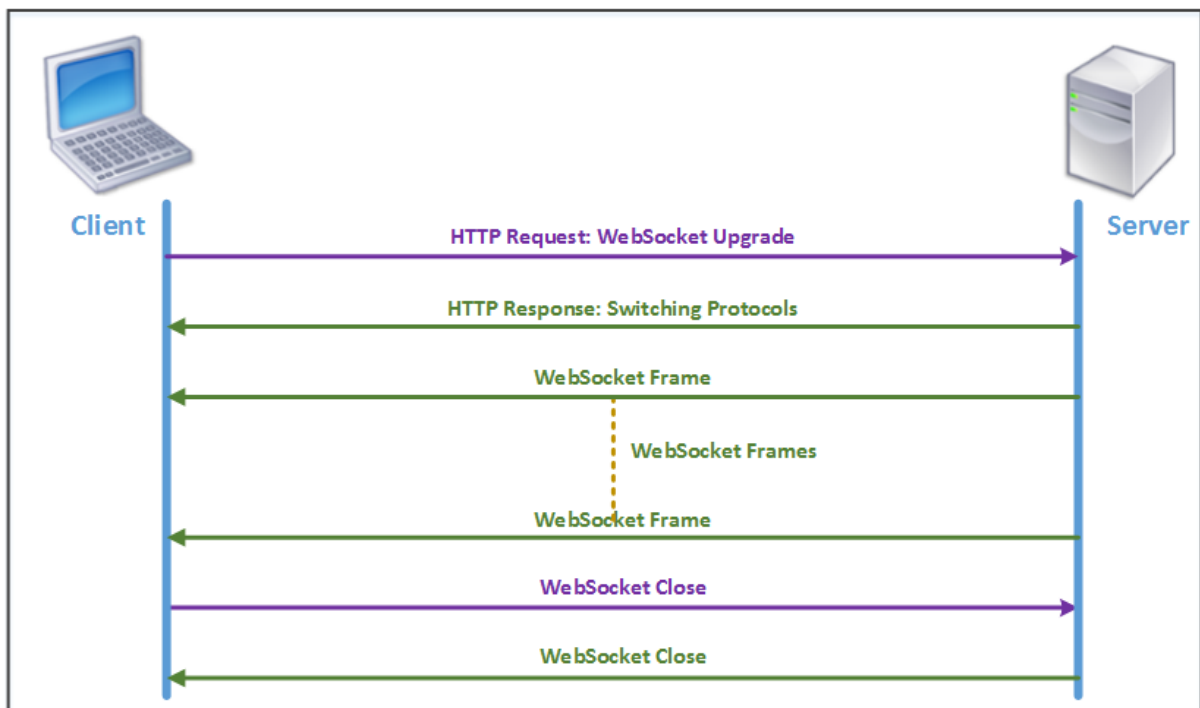 Client
Server
HTTP Request: WebSocket Upgrade
HTTP Response: Switching Protocols
WebSocket Frame
WebSocket Frames
WebSocket Frame
WebSocket Close
WebSocket Close